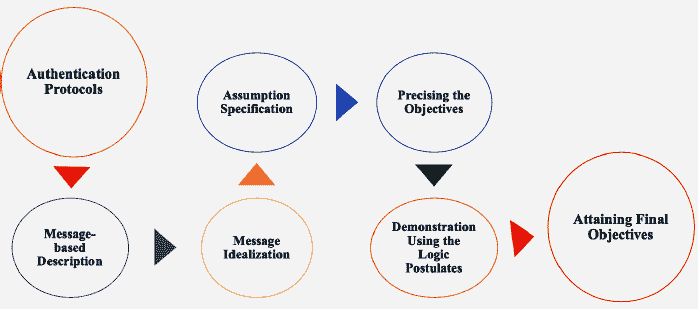 Authentication
Protocols
Message-
based
Description
Message
Idealization
Assumption
Specification
Precising the
Objectives
Demonstration
Using the
Logic
Postulates
Attaining Final
Objectives